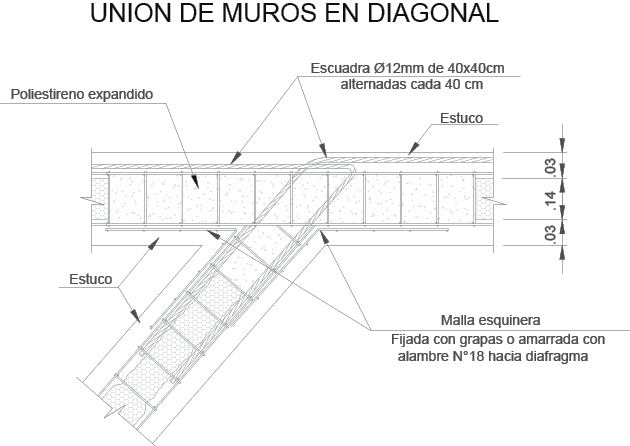 UNION DE MUROS EN DIAGONAL
Escuadra Ø12mm de 40x40cm
alternadas cada 40 cm
Poliestireno expandido
Estuco
.03
.14
.03
Estuco
Malla esquinera
Fijada con grapas o amarrada con
alambre N°18 hacia diafragma